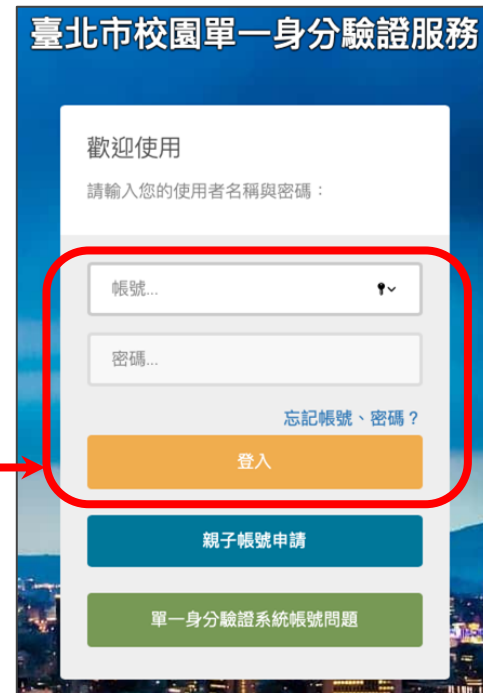 臺北市校園單一身分驗證服務
歡迎使用
請輸入您的使用者名稱與密碼：
帳號...
密碼...
忘記帳號、密碼？
登入
親子帳號申請
單一身分驗證系統帳號問題